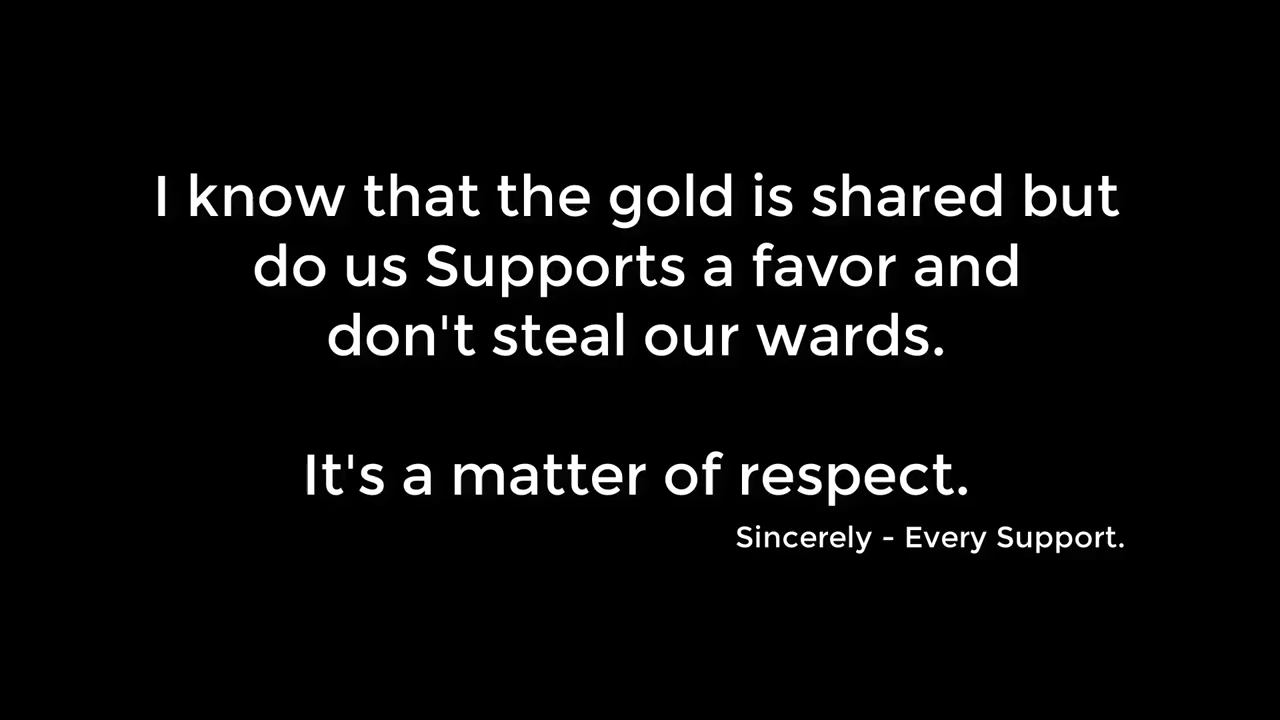 I know that the gold is shared but
do us Supports a favor and
don't steal our wards.
It's a matter of respect.
Sincerely - Every Support.